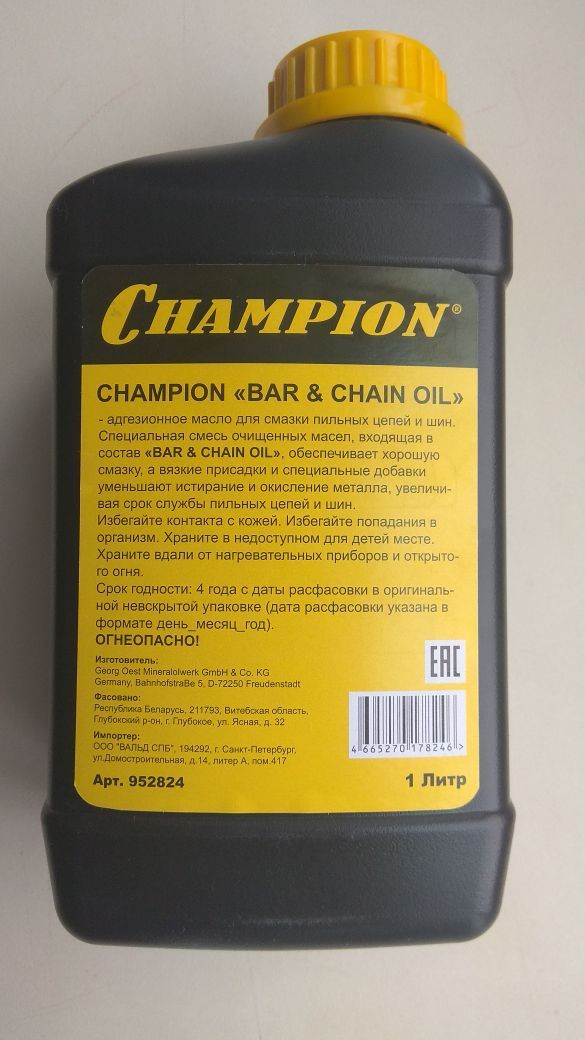 CHAMPION®
CHAMPION «BAR & CHAIN OIL»
- адгезионное масло для смазки пильных цепей и шин.
Специальная смесь очищенных масел, входящая в
состав «BAR & CHAIN OIL», обеспечивает хорошую
смазку, а вязкие присадки и специальные добавки
уменьшают истирание и окисление металла, увеличи-
вая срок службы пильных цепей и шин.
Избегайте контакта с кожей. Избегайте попадания в
организм. Храните в недоступном для детей месте.
Храните вдали от нагревательных приборов и открыто-
го огня.
Срок годности: 4 года с даты расфасовки в оригиналь-
ной невскрытой упаковке (дата расфасовки указана в
формате день_месяц_год).
ОГНЕОПАСНО!
Изготовитель:
Georg Oest Mineralolwerk GmbH & Co. KG
Germany, Bahnhofstraße 5, D-72250 Freudenstadt
Фасовано:
Республика Беларусь, 211793, Витебская область,
Глубокский р-он, г. Глубокое, ул. Ясная, д. 32
Импортер:
ООО "ВАЛЬД СПБ", 194292, г. Санкт-Петербург,
ул.Домостроительная, д.14, литер А, пом.417
Арт. 952824
EAC
4 665270 178246 >
1 Литр